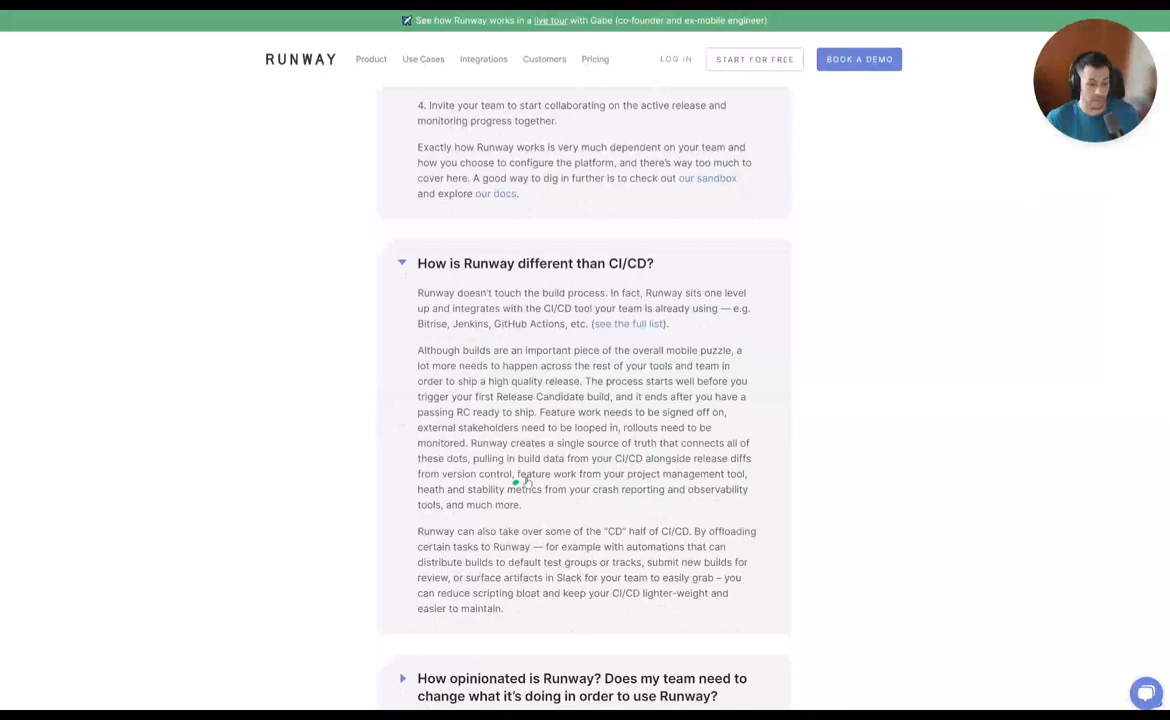 See how Runway works in a live tour with Gabe (co-founder and ex-mobile engineer)
RUNWAY Product Use Cases Integrations Customers Pricing LOG IN START FOR FREE BOOK A DEMO
4. Invite your team to start collaborating on the active release and
monitoring progress together.
Exactly how Runway works is very much dependent on your team and
how you choose to configure the platform, and there's way too much to
cover here. A good way to dig in further is to check out our sandbox
and explore our docs.
How is Runway different than CI/CD?
Runway doesn't touch the build process. In fact, Runway sits one level
up and integrates with the CI/CD tool your team is already using — e.g.
Bitrise, Jenkins, GitHub Actions, etc. (see the full list).
Although builds are an important piece of the overall mobile puzzle, a
lot more needs to happen across the rest of your tools and team in
order to ship a high quality release. The process starts well before you
trigger your first Release Candidate build, and it ends after you have a
passing RC ready to ship. Feature work needs to be signed off on,
external stakeholders need to be looped in, rollouts need to be
monitored. Runway creates a single source of truth that connects all of
these dots, pulling in build data from your CI/CD alongside release diffs
from version control, feature work from your project management tool,
heath and stability metrics from your crash reporting and observability
tools, and much more.
Runway can also take over some of the "CD" half of CI/CD. By offloading
certain tasks to Runway — for example with automations that can
distribute builds to default test groups or tracks, submit new builds for
review, or surface artifacts in Slack for your team to easily grab – you
can reduce scripting bloat and keep your CI/CD lighter-weight and
easier to maintain.
How opinionated is Runway? Does my team need to
change what it's doing in order to use Runway?